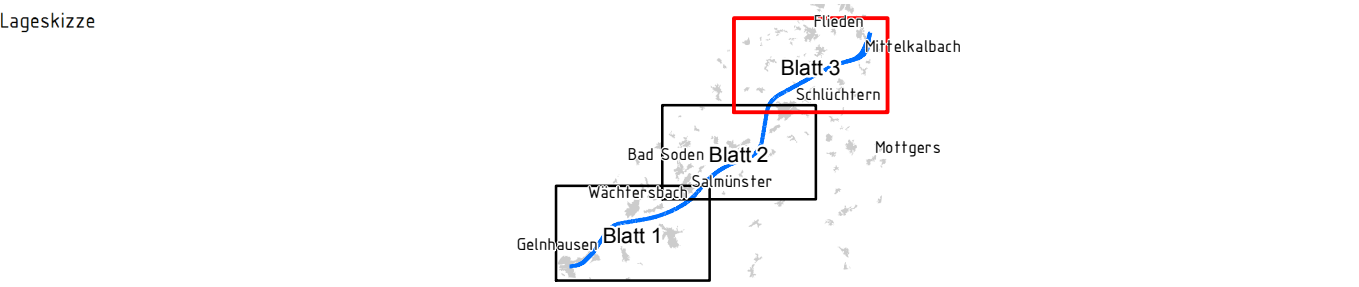 Lageskizze
Flieden
Mittelkalbach
Blatt 3
Schlüchtern
Mottgers
Bad Soden
Blatt 2
Salmünster
Wächtersbach
Blatt 1
Gelnhausen